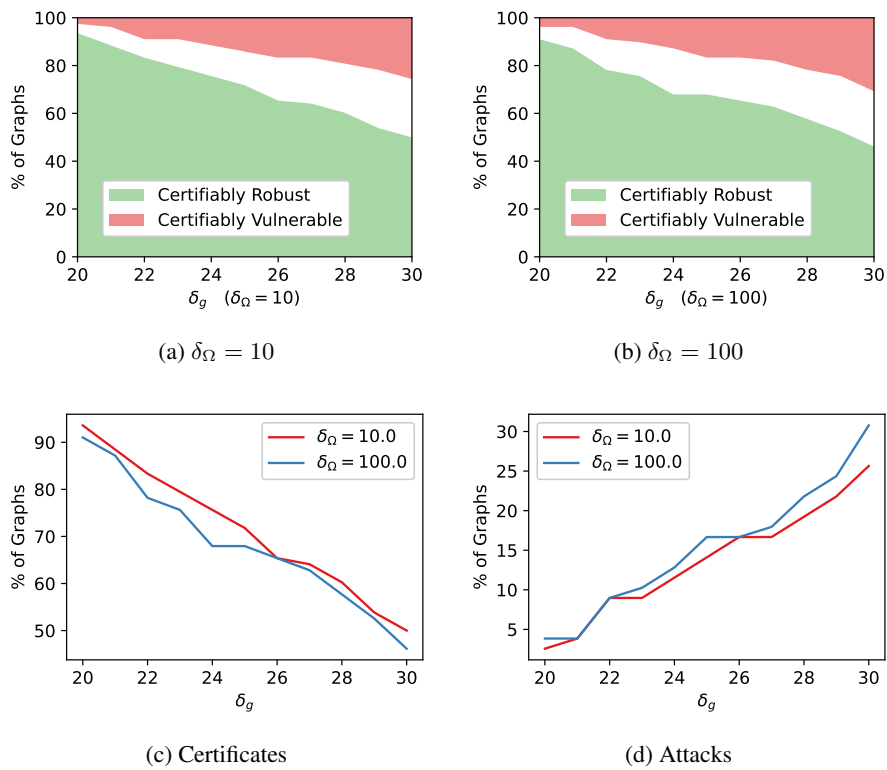 100
80
60
40
20
0
% of Graphs
Certifiably Robust
Certifiably Vulnerable
20 22 24 26 28 30
δg (δΩ = 10)
(a) δΩ = 10
100
80
60
40
20
0
% of Graphs
Certifiably Robust
Certifiably Vulnerable
20 22 24 26 28 30
δg (δΩ = 100)
(b) δΩ = 100
90
80
70
60
50
% of Graphs
δΩ = 10.0
δΩ = 100.0
20 22 24 26 28 30
δg
(c) Certificates
30
25
20
15
10
5
% of Graphs
δΩ = 10.0
δΩ = 100.0
20 22 24 26 28 30
δg
(d) Attacks